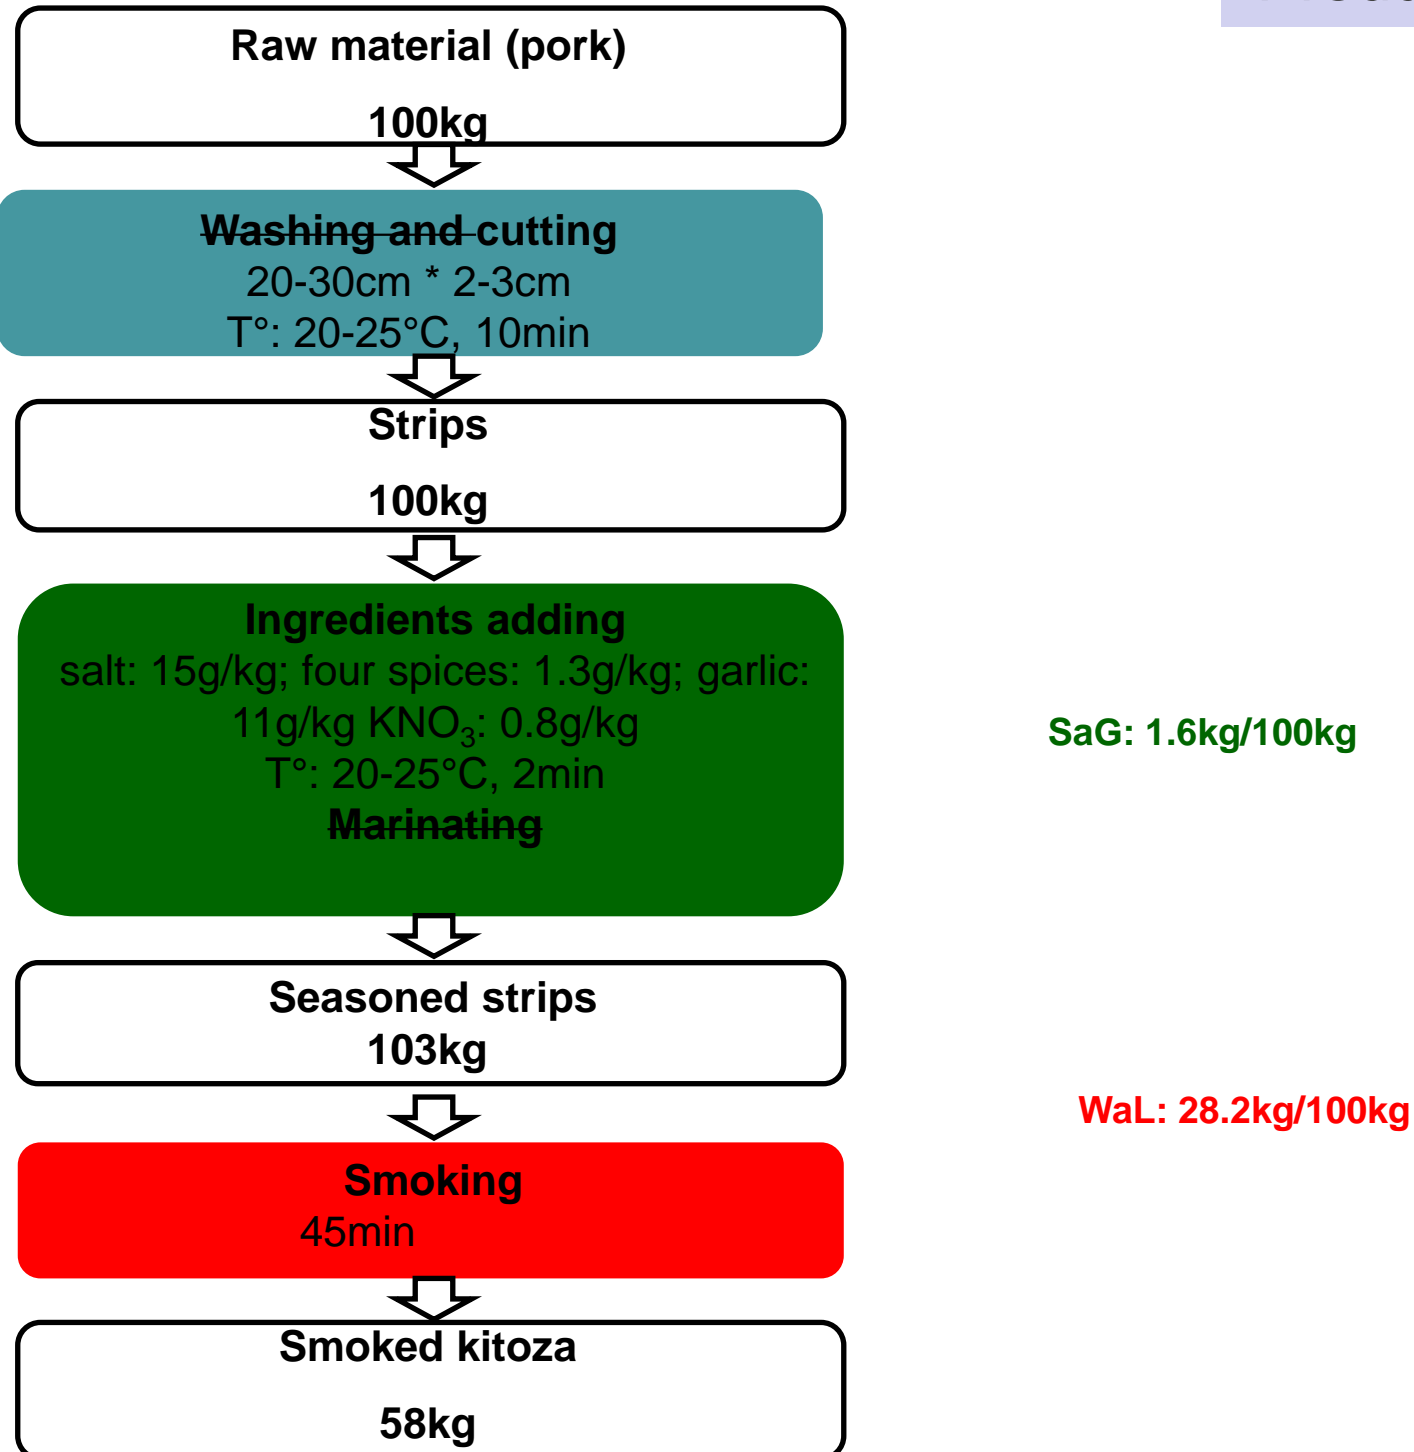 Raw material (pork)
100kg
Washing and cutting
20-30cm * 2-3cm
T°: 20-25°C, 10min
Strips
100kg
Ingredients adding
salt: 15g/kg; four spices: 1.3g/kg; garlic:
11g/kg KNO₃: 0.8g/kg
T°: 20-25°C, 2min
Marinating
SaG: 1.6kg/100kg
Seasoned strips
103kg
WaL: 28.2kg/100kg
Smoking
45min
Smoked kitoza
58kg